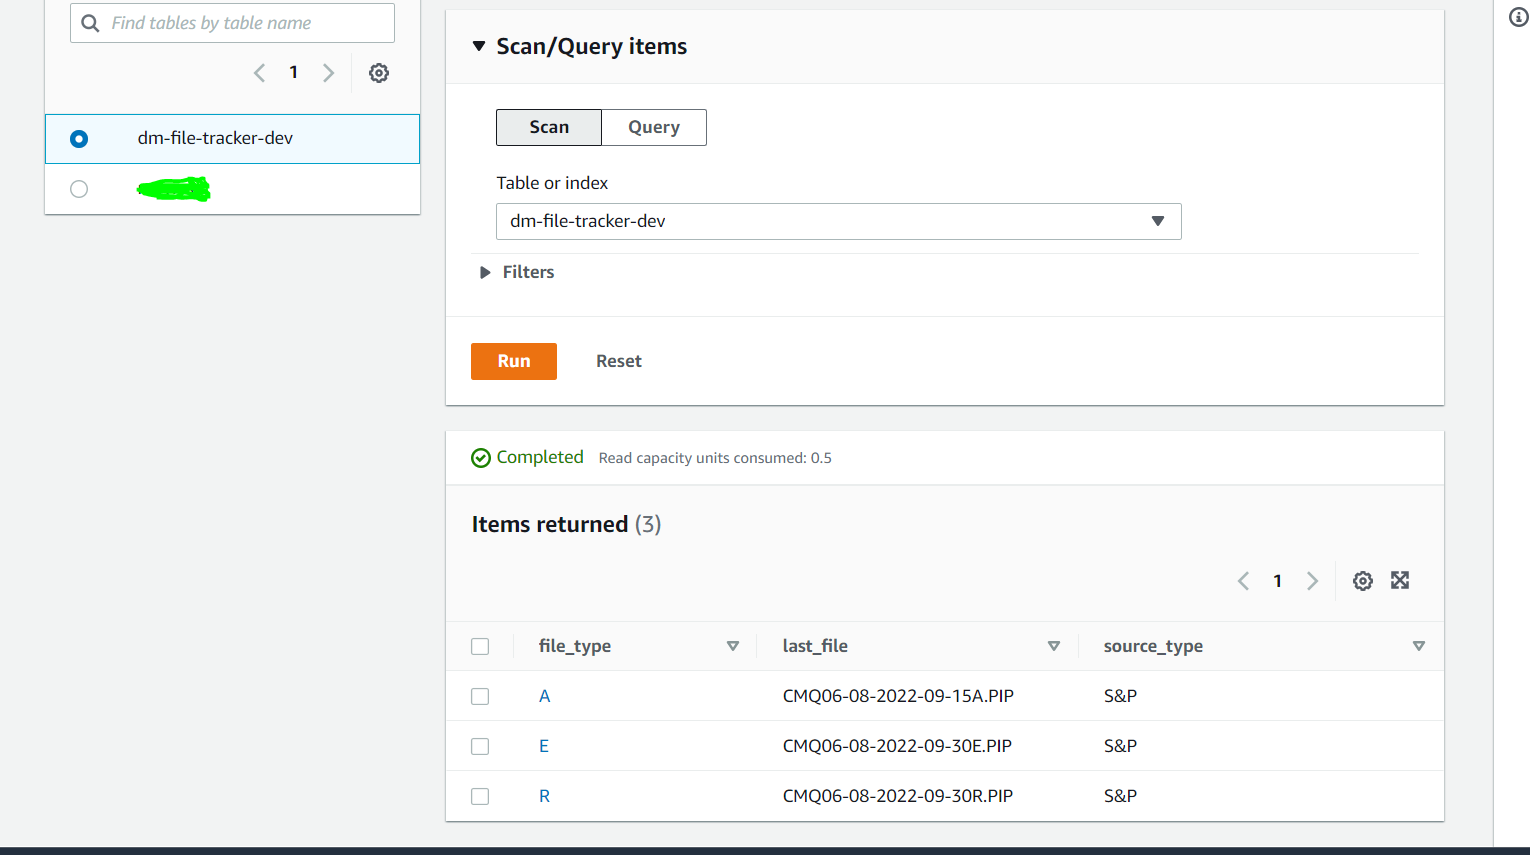 Find tables by table name
1
dm-file-tracker-dev
Scan/Query items
Scan Query
Table or index
dm-file-tracker-dev
Filters
Run Reset
Completed Read capacity units consumed: 0.5
Items returned (3)
1
file_type last_file source_type
A CMQ06-08-2022-09-15A.PIP S&P
E CMQ06-08-2022-09-30E.PIP S&P
R CMQ06-08-2022-09-30R.PIP S&P